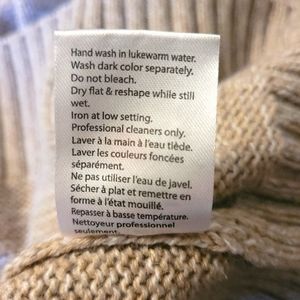 Hand wash in lukewarm water.
Wash dark color separately.
Do not bleach.
Dry flat & reshape while still
wet.
Iron at low setting.
Professional cleaners only.
Laver à la main à l'eau tiède.
Laver les couleurs foncées
séparément.
Ne pas utiliser l'eau de javel.
Sécher à plat et remettre en
forme à l'état mouillé.
Repasser à basse température.
Nettoyeur professionnel
seulement.